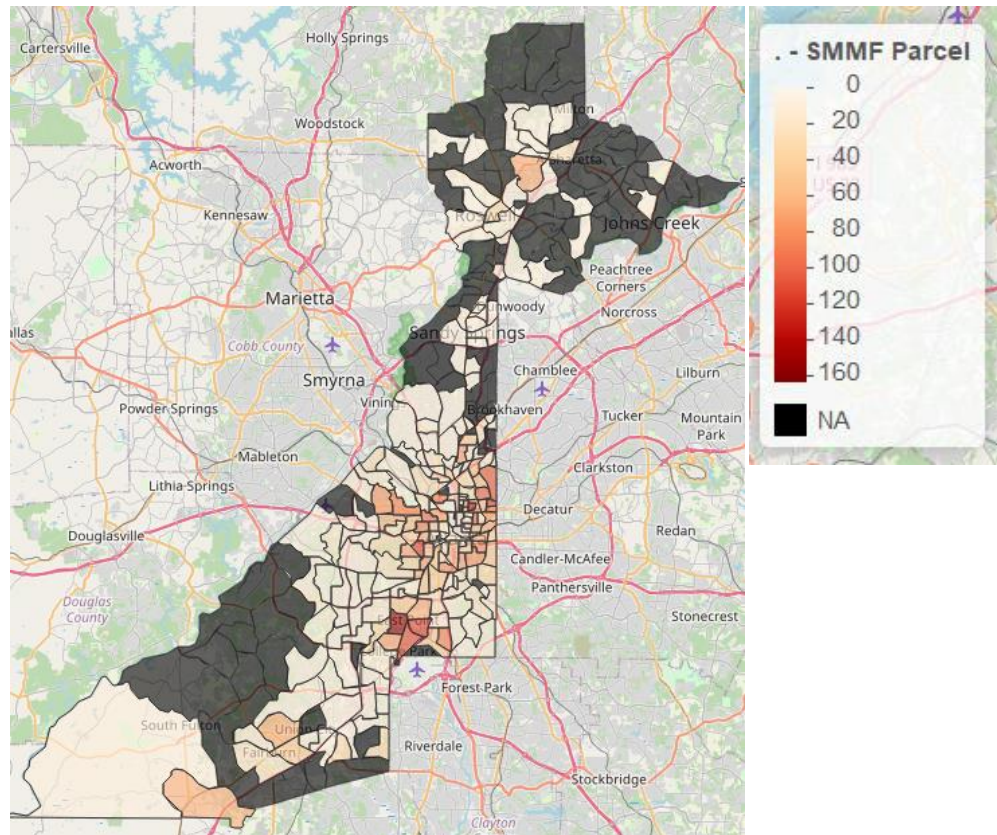 Holly Springs
Cartersville
Milton
Woodstock
Alpharetta
Acworth
Kennesaw
Roswell
Johns Creek
Peachtree
Corners
Marietta
Dunwoody
Norcross
Sandy Springs
allas
Cobb County
Chamblee
Lilburn
Smyrna
Vinings
Brookhaven
Powder Springs
Tucker
Mountain
Park
Mableton
Clarkston
Lithia Springs
Decatur
Redan
Douglasville
Candler-McAfee
Panthersville
Douglas
County
Stonecrest
East Point
Park
Forest Park
South Fulton
Union City
Riverdale
Fairburn
Stockbridge
Clayton
. - SMMF Parcel
0
20
40
60
80
100
120
140
160
NA